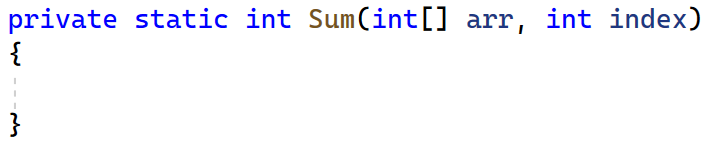 private static int Sum(int[] arr, int index)
{
}